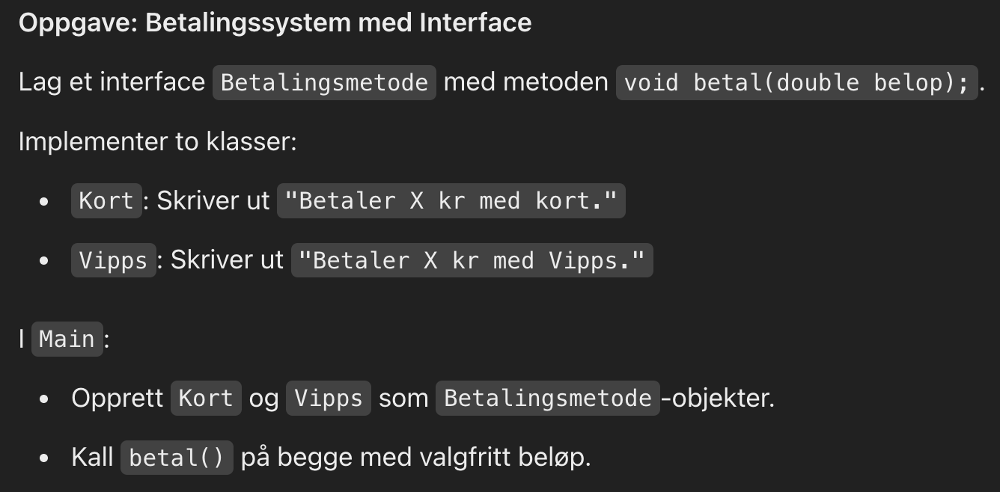 Oppgave: Betalingssystem med Interface
Lag et interface Betalingsmetode med metoden void betal(double belop);.
Implementer to klasser:
• Kort: Skriver ut "Betaler X kr med kort."
• Vipps: Skriver ut "Betaler X kr med Vipps."
I Main:
• Opprett Kort og Vipps som Betalingsmetode-objekter.
• Kall betal() på begge med valgfritt beløp.